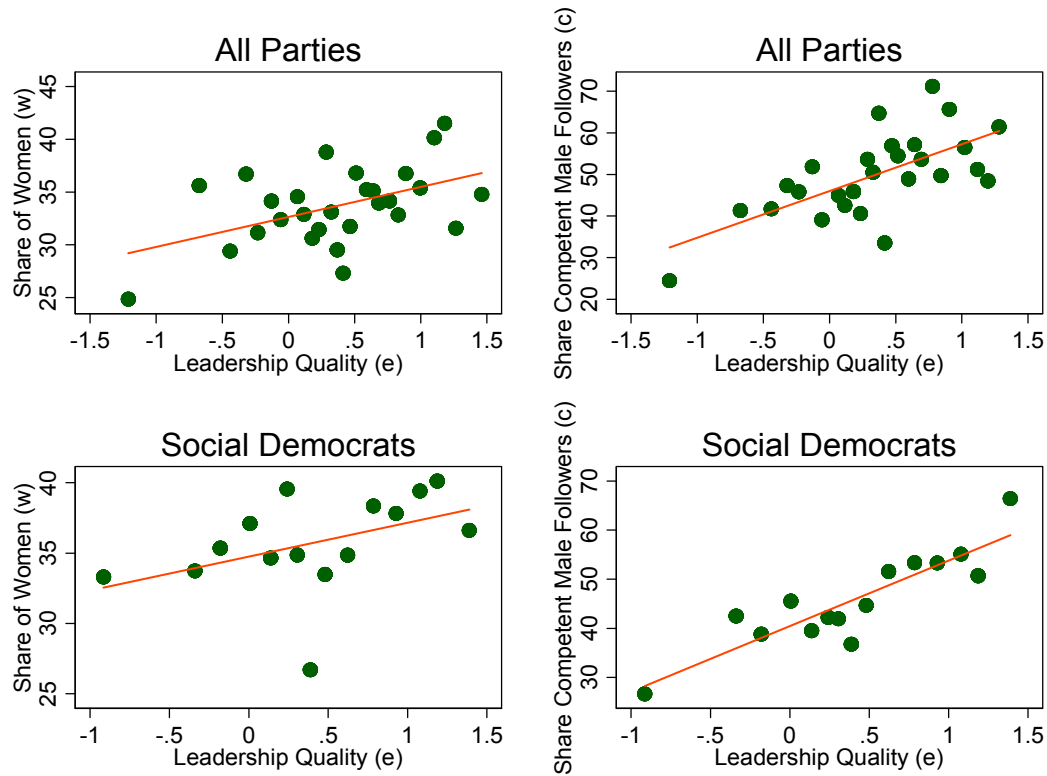 All Parties
Share of Women (w)
45
40
35
30
25
-1.5 -1 -.5 0 .5 1 1.5
Leadership Quality (e)
All Parties
Share Competent Male Followers (c)
70
60
50
40
30
20
-1.5 -1 -.5 0 .5 1 1.5
Leadership Quality (e)
Social Democrats
Share of Women (w)
40
35
30
25
-1 -.5 0 .5 1 1.5
Leadership Quality (e)
Social Democrats
Share Competent Male Followers (c)
70
60
50
40
30
-1 -.5 0 .5 1 1.5
Leadership Quality (e)